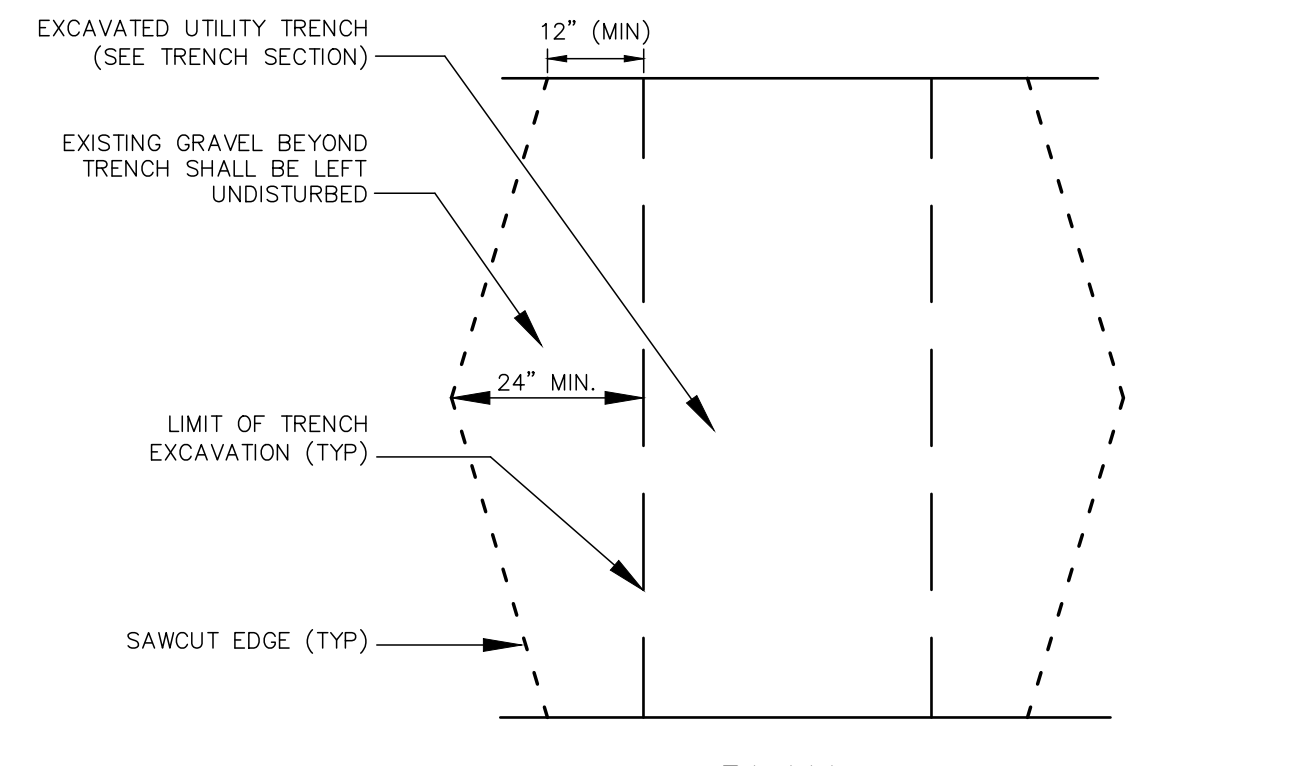 EXCAVATED UTILITY TRENCH
(SEE TRENCH SECTION)
12” (MIN)
EXISTING GRAVEL BEYOND
TRENCH SHALL BE LEFT
UNDISTURBED
24” MIN.
LIMIT OF TRENCH
EXCAVATION (TYP)
SAWCUT EDGE (TYP)